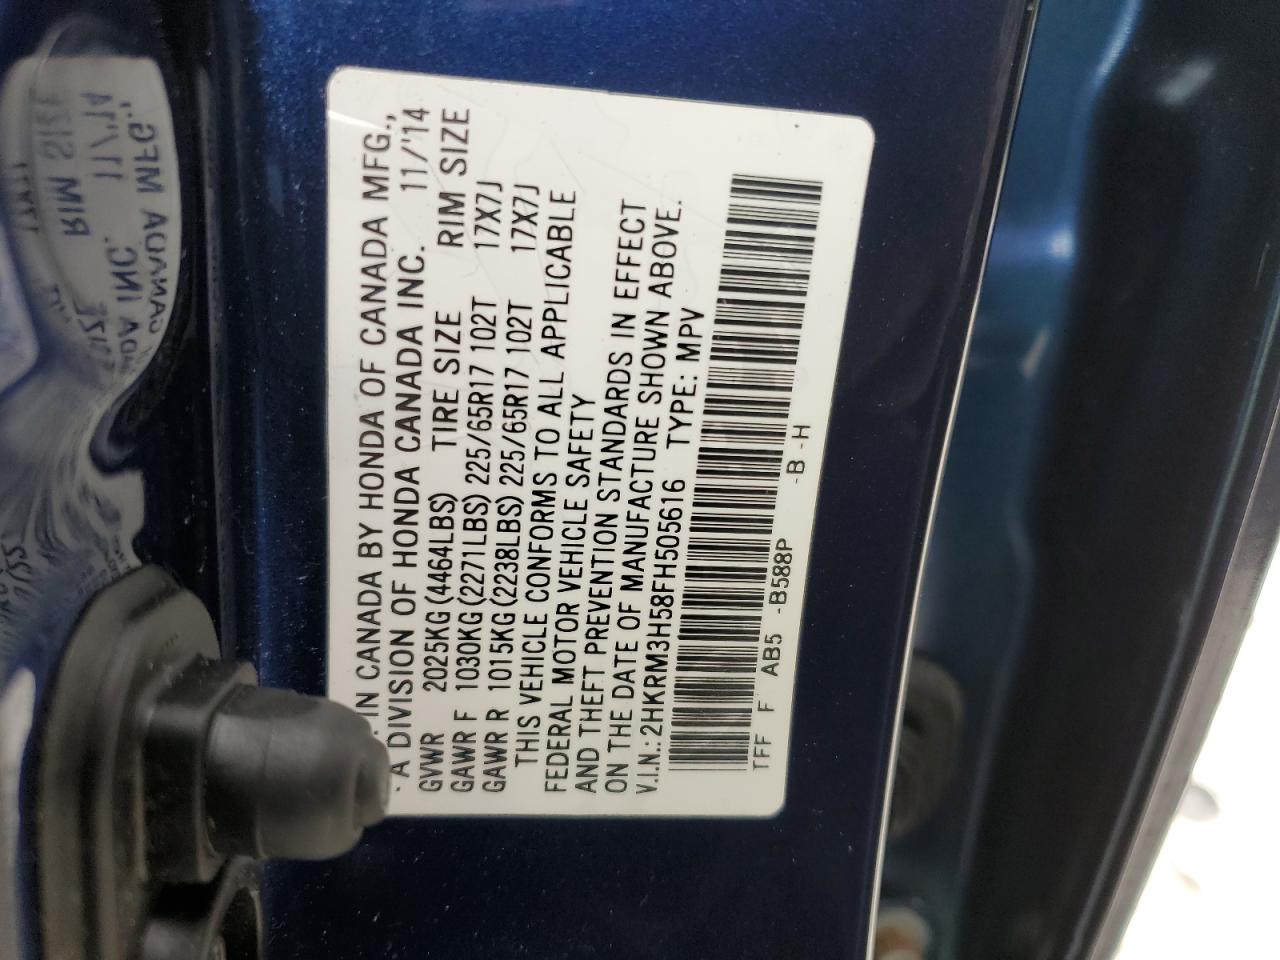 IN CANADA BY HONDA OF CANADA MFG.,
A DIVISION OF HONDA CANADA INC. 11/'14
GVWR 2025KG(4464LBS) TIRE SIZE RIM SIZE
GAWR F 1030KG(2271LBS) 225/65R17 102T 17X7J
GAWR R 1015KG(2238LBS) 225/65R17 102T 17X7J
THIS VEHICLE CONFORMS TO ALL APPLICABLE
FEDERAL MOTOR VEHICLE SAFETY
AND THEFT PREVENTION STANDARDS IN EFFECT
ON THE DATE OF MANUFACTURE SHOWN ABOVE.
V.I.N.: 2HKRM3H58FH505616 TYPE: MPV
TFF F AB5 -B588P -B -H